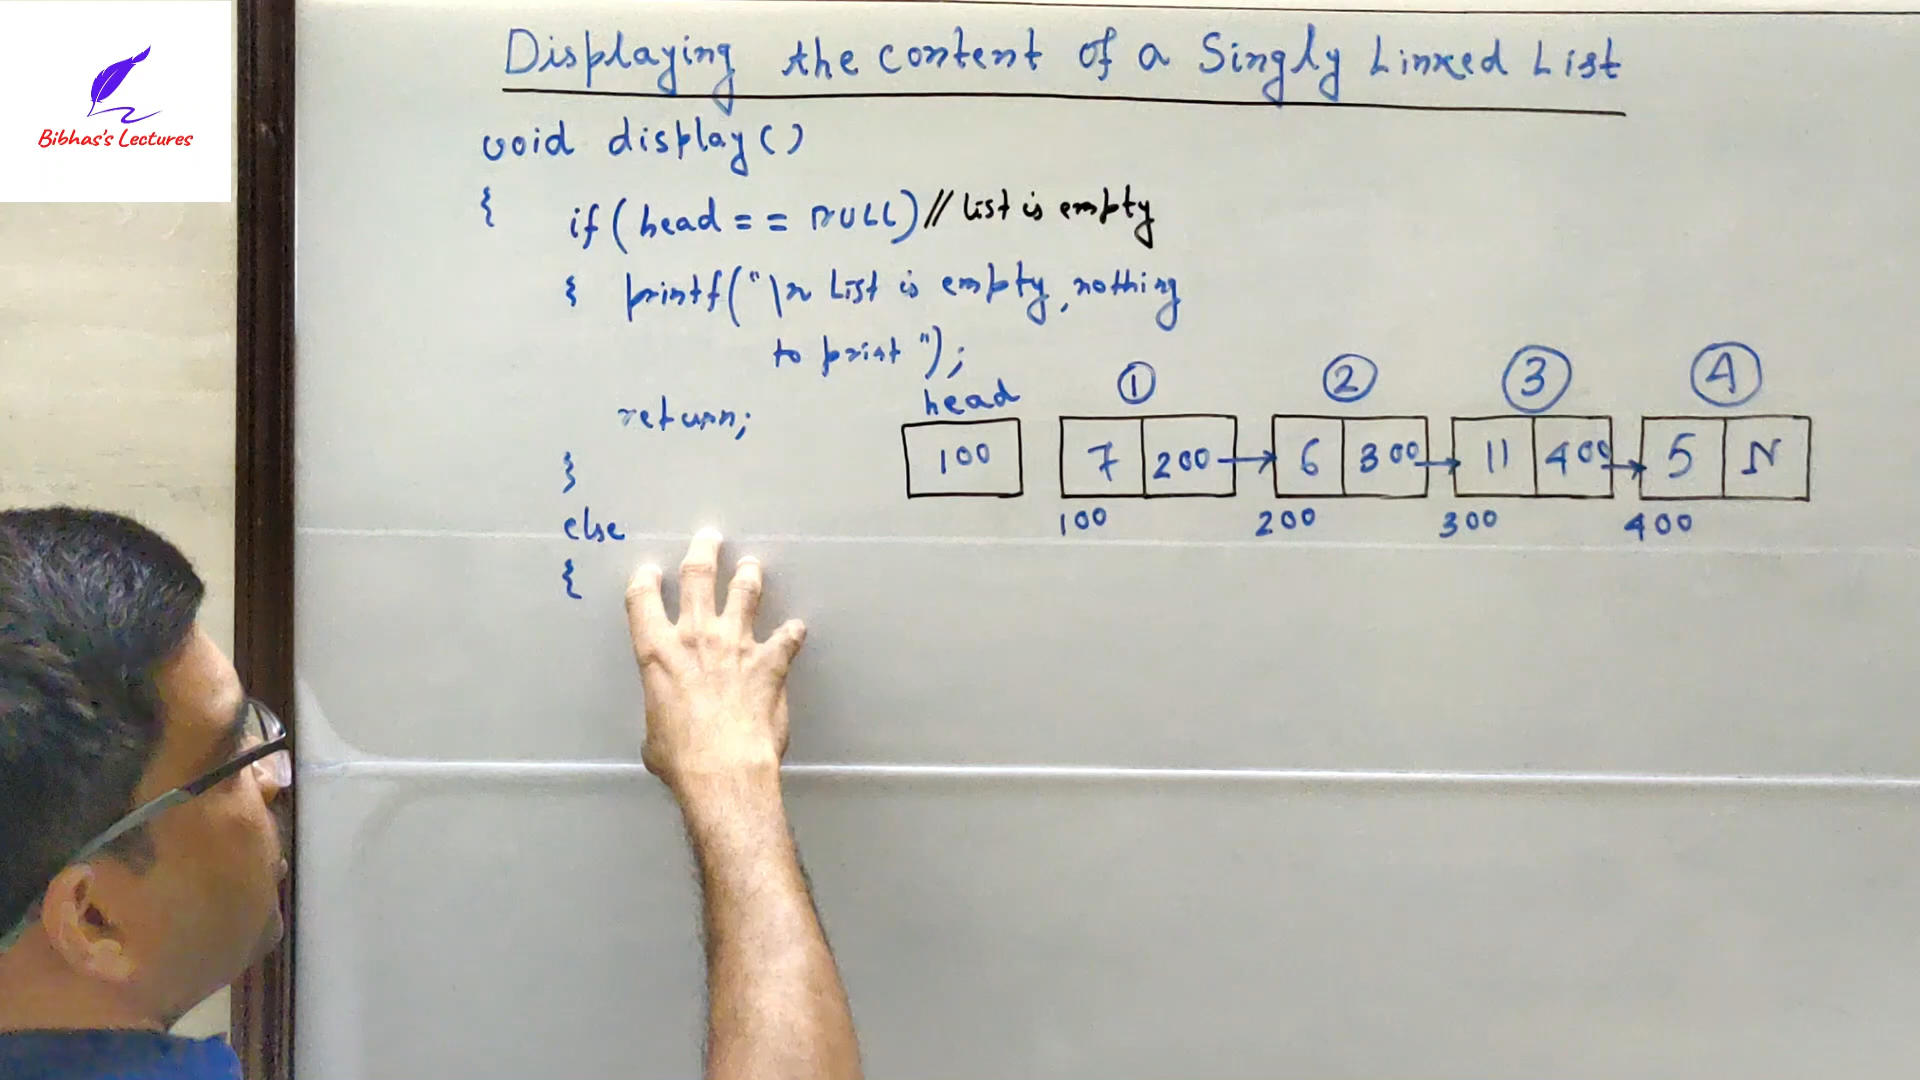 Bibhas's Lectures
Displaying the content of a Singly Linked List
void display()
{
if (head == NULL) // List is empty
{ printf("\n List is empty, nothing
to print");
return;
}
else
{
head
① ② ③ ④
100 7 200 6 300 11 400 5 N
100 200 300 400